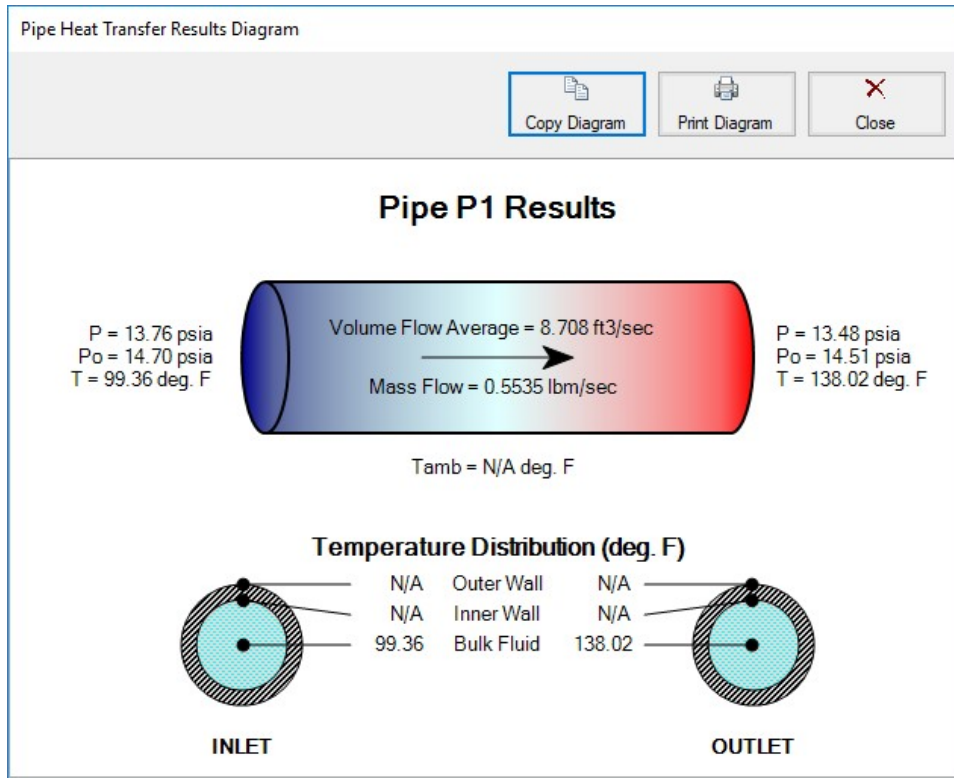 Pipe Heat Transfer Results Diagram
Copy Diagram
Print Diagram
Close
Pipe P1 Results
P = 13.76 psia
Po = 14.70 psia
T = 99.36 deg. F
Volume Flow Average = 8.708 ft3/sec
Mass Flow = 0.5535 lbm/sec
P = 13.48 psia
Po = 14.51 psia
T = 138.02 deg. F
Tamb = N/A deg. F
Temperature Distribution (deg. F)
N/A Outer Wall N/A
N/A Inner Wall N/A
99.36 Bulk Fluid 138.02
INLET
OUTLET